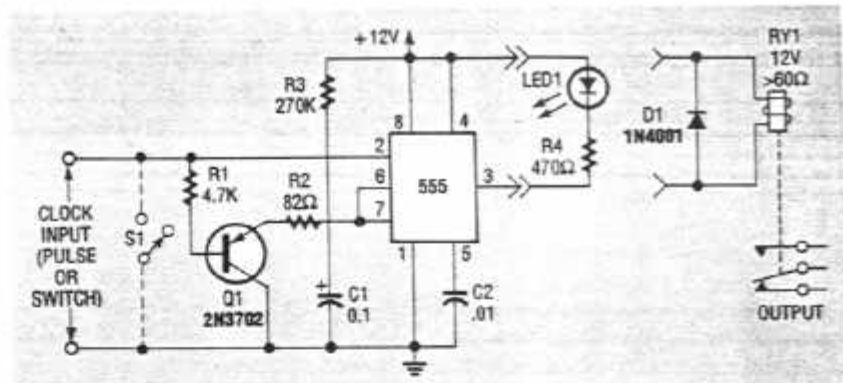 +12V
RY1
12V
>60Ω
R3
270K
LED1
D1
1N4001
8
4
R4
470Ω
2
R1
4.7K
R2
82Ω
6
7
555
3
CLOCK
INPUT
(PULSE
OR
SWITCH)
S1
1
5
Q1
2N3702
+
C1
0.1
C2
.01
OUTPUT